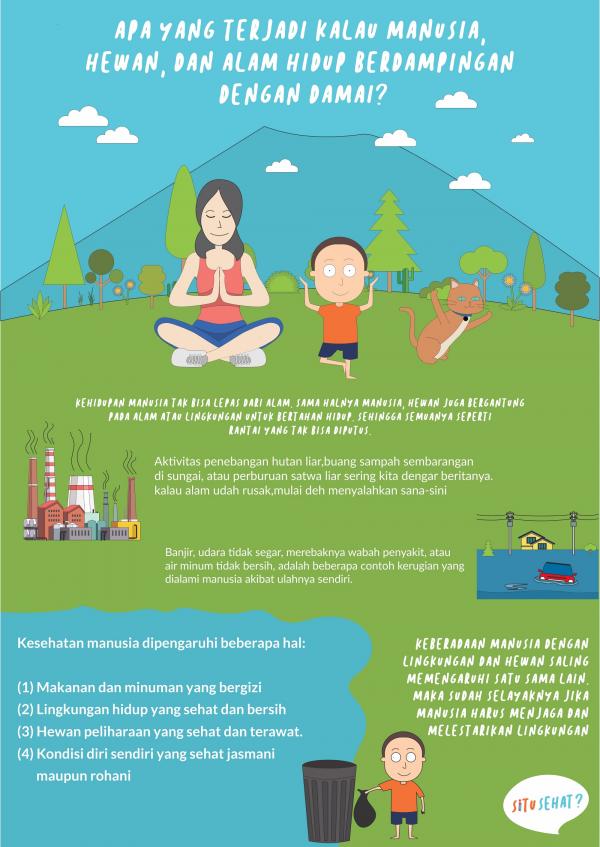 APA YANG TERJADI KALAU MANUSIA,
HEWAN, DAN ALAM HIDUP BERDAMPINGAN
DENGAN DAMAI?
KEHIDUPAN MANUSIA TAK BISA LEPAS DARI ALAM. SAMA HALNYA MANUSIA, HEWAN JUGA BERGANTUNG
PADA ALAM ATAU LINGKUNGAN UNTUK BERTAHAN HIDUP. SEHINGGA SEMUANYA SEPERTI
RANTAI YANG TAK BISA DIPUTUS.
Aktivitas penebangan hutan liar,buang sampah sembarangan
di sungai, atau perburuan satwa liar sering kita dengar beritanya.
kalau alam udah rusak,mulai deh menyalahkan sana-sini
Banjir, udara tidak segar, merebaknya wabah penyakit, atau
air minum tidak bersih, adalah beberapa contoh kerugian yang
dialami manusia akibat ulahnya sendiri.
Kesehatan manusia dipengaruhi beberapa hal:
(1) Makanan dan minuman yang bergizi
(2) Lingkungan hidup yang sehat dan bersih
(3) Hewan peliharaan yang sehat dan terawat.
(4) Kondisi diri sendiri yang sehat jasmani
maupun rohani
KEBERADAAN MANUSIA DENGAN
LINGKUNGAN DAN HEWAN SALING
MEMENGARUHI SATU SAMA LAIN.
MAKA SUDAH SELAYAKNYA JIKA
MANUSIA HARUS MENJAGA DAN
MELESTARIKAN LINGKUNGAN
SITUSEHAT?